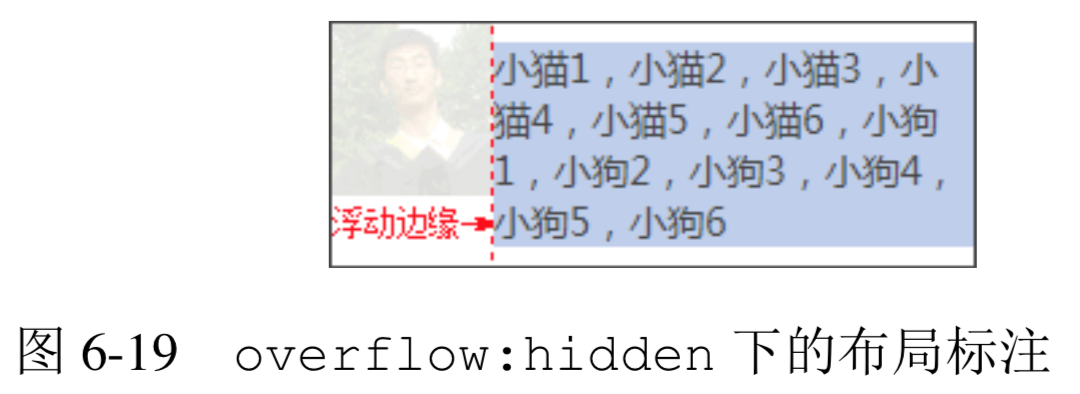 小猫1，小猫2，小猫3，小
猫4，小猫5，小猫6，小狗
1，小狗2，小狗3，小狗4，
浮动边缘
小狗5，小狗6
图 6-19 overflow:hidden 下的布局标注